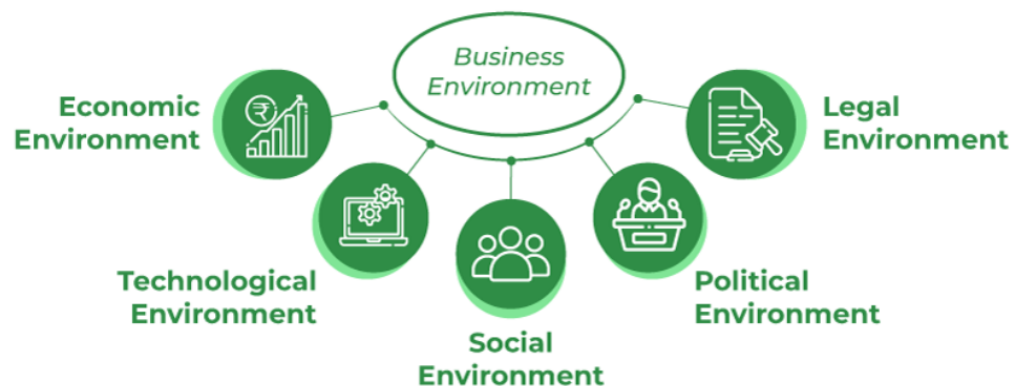 Business
Environment
Economic
Environment
Technological
Environment
Social
Environment
Political
Environment
Legal
Environment